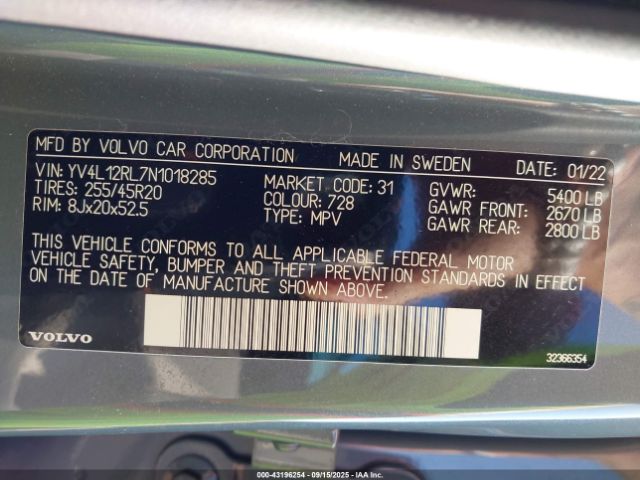 MFD BY VOLVO CAR CORPORATION MADE IN SWEDEN DATE: 01/22
VIN: YV4L12RL7N1018285 MARKET CODE: 31 GVWR: 5400 LB
TIRES: 255/45R20 COLOUR: 728 GAWR FRONT: 2670 LB
RIM: 8Jx20x52.5 TYPE: MPV GAWR REAR: 2800 LB
THIS VEHICLE CONFORMS TO ALL APPLICABLE FEDERAL MOTOR
VEHICLE SAFETY, BUMPER AND THEFT PREVENTION STANDARDS IN EFFECT
ON THE DATE OF MANUFACTURE SHOWN ABOVE.
VOLVO 32366354
000-43196254 09/15/2025 COPART